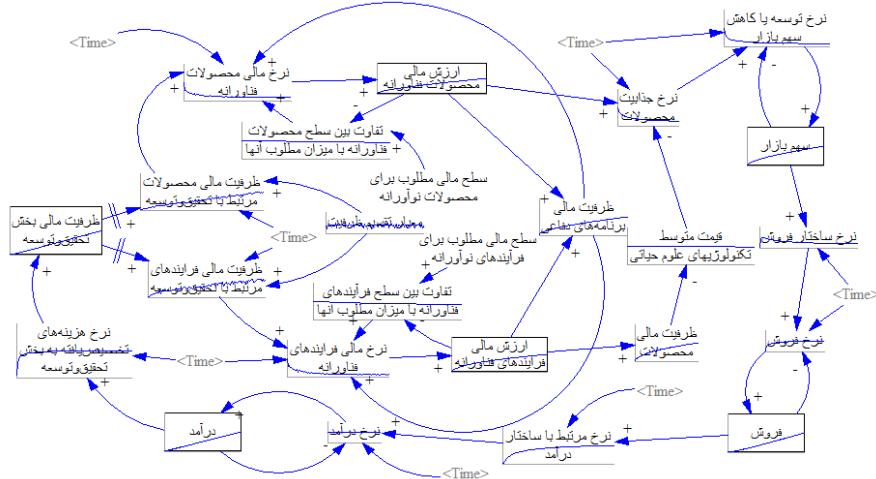 <Time>
نرخ مالی محصولات
فناورانه
ارزش مالی
محصولات فناورانه
<Time>
نرخ توسعه یا کاهش
سهم بازار
نرخ جذابیت
محصولات
تفاوت بین سطح محصولات
فناورانه با میزان مطلوب آنها
سهم بازار
سطح مالی مطلوب برای
محصولات نوآورانه
ظرفیت مالی محصولات
مرتبط با تحقیق‌وتوسعه
ظرفیت مالی بخش
تحقیق‌وتوسعه
معیار تقسیم ظرفیت
<Time>
ظرفیت مالی
برنامه‌های دفاعی
سطح مالی مطلوب برای
فرآیندهای نوآورانه
قیمت متوسط
تکنولوژیهای علوم حیاتی
نرخ ساختار فروش
ظرفیت مالی فرایندهای
مرتبط با تحقیق‌وتوسعه
تفاوت بین سطح فرآیندهای
فناورانه با میزان مطلوب آنها
<Time>
نرخ هزینه‌های
تخصیص‌یافته به بخش
تحقیق‌وتوسعه
<Time>
نرخ مالی فرایندهای
فناورانه
ارزش مالی
فرآیندهای فناورانه
ظرفیت مالی
محصولات
نرخ فروش
<Time>
درآمد
نرخ درآمد
نرخ مرتبط با ساختار
درآمد
فروش
<Time>